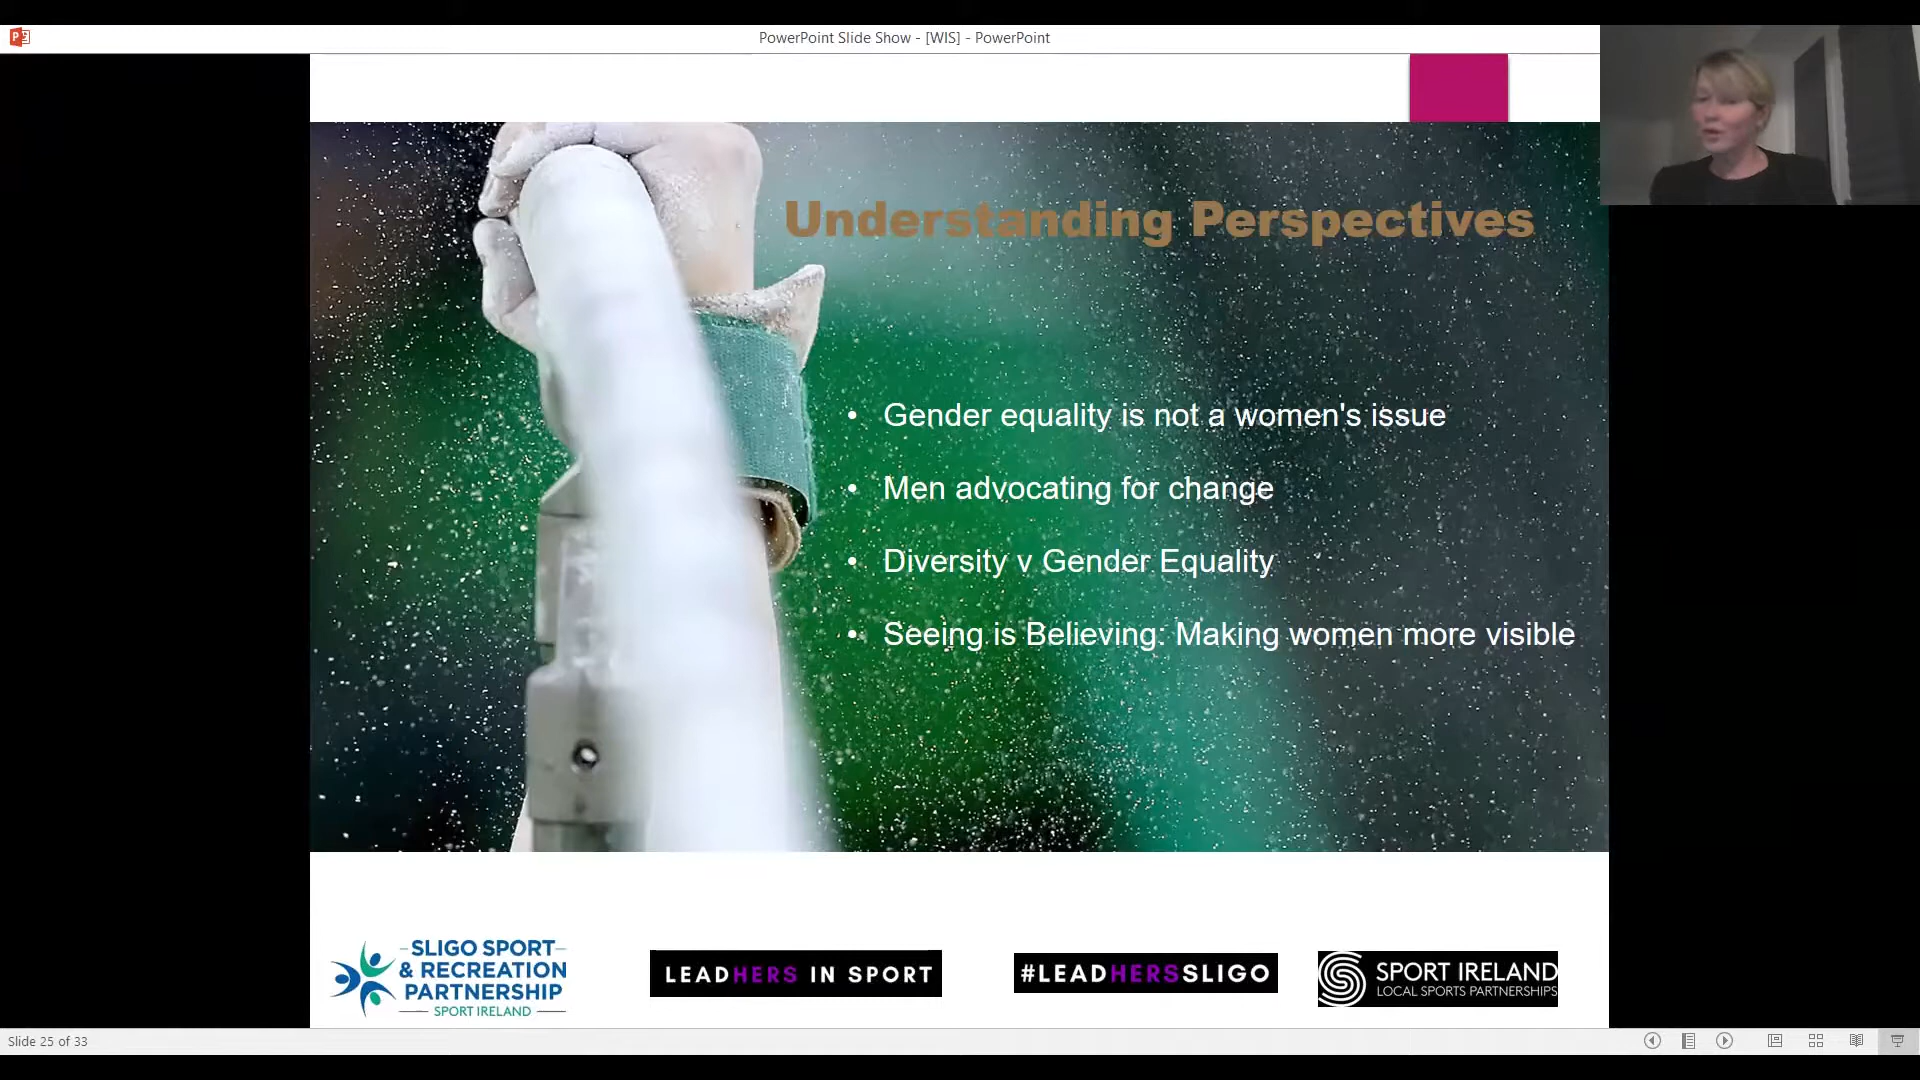 PowerPoint Slide Show - [WIS] - PowerPoint
Understanding Perspectives
• Gender equality is not a women's issue
• Men advocating for change
• Diversity v Gender Equality
• Seeing is Believing: Making women more visible
SLIGO SPORT
& RECREATION
PARTNERSHIP
SPORT IRELAND
LEADHERS IN SPORT
#LEADHERSSLIGO
SPORT IRELAND
LOCAL SPORTS PARTNERSHIPS
Slide 25 of 33